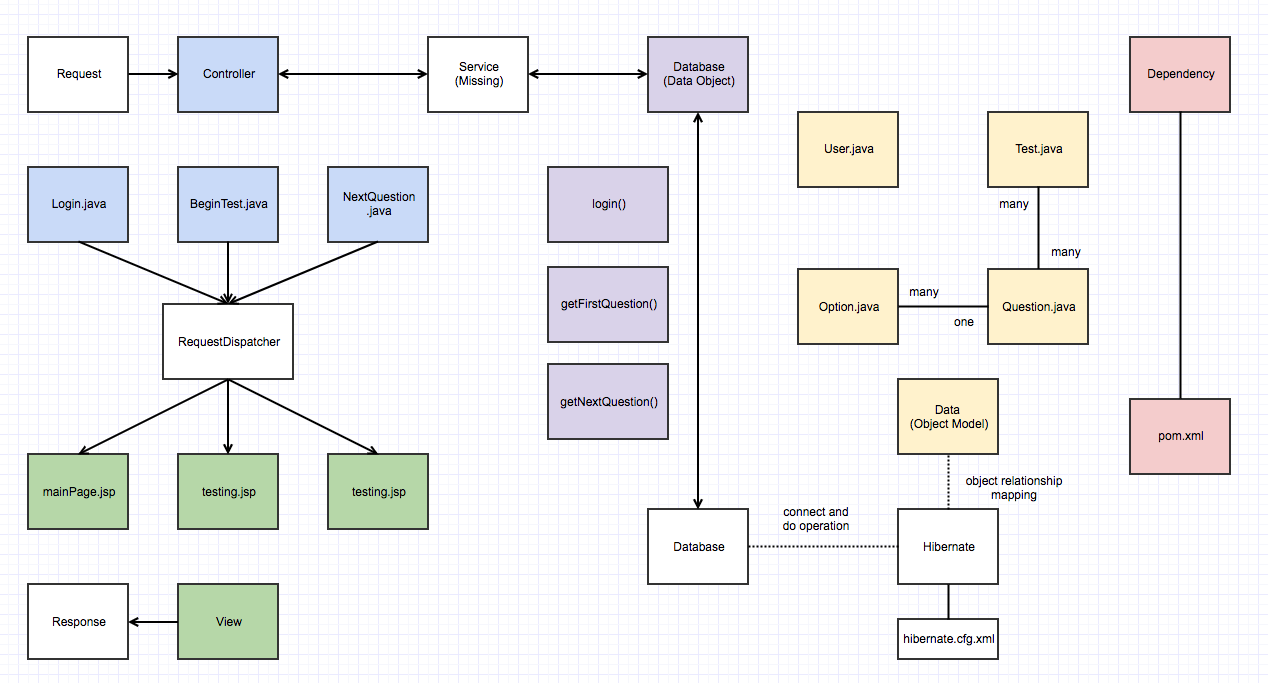 Request
Controller
Service
(Missing)
Database
(Data Object)
Dependency
User.java
Test.java
many
many
Login.java
BeginTest.java
NextQuestion
.java
login()
getFirstQuestion()
getNextQuestion()
Option.java
many
one
Question.java
RequestDispatcher
Data
(Object Model)
pom.xml
object relationship
mapping
mainPage.jsp
testing.jsp
testing.jsp
connect and
do operation
Database
Hibernate
Response
View
hibernate.cfg.xml